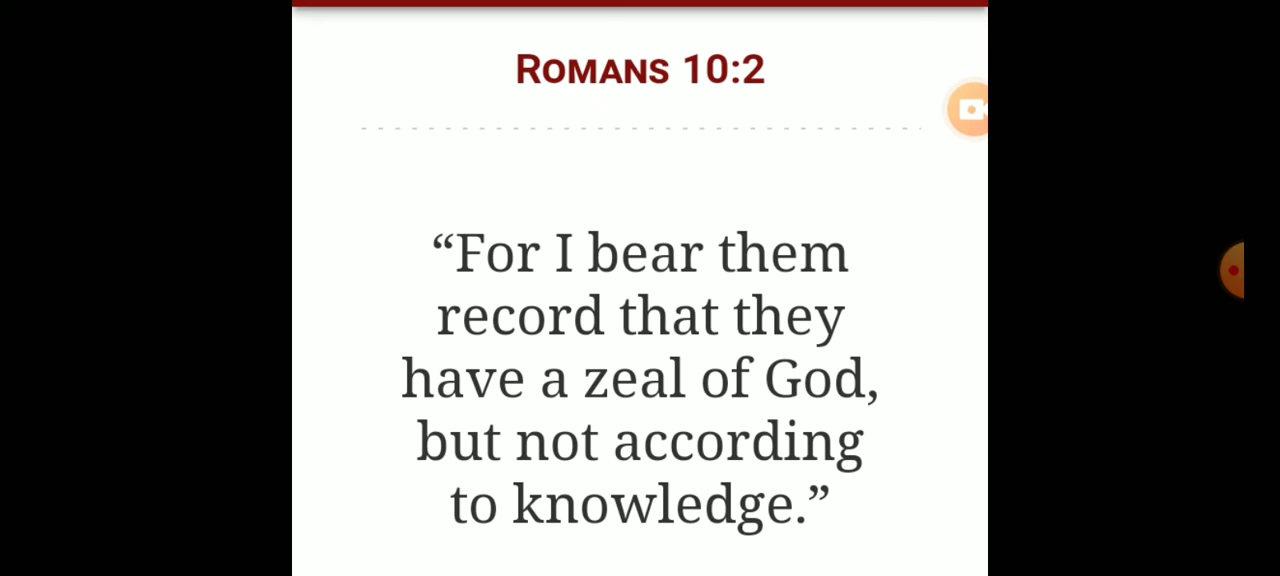 Romans 10:2
“For I bear them
record that they
have a zeal of God,
but not according
to knowledge.”